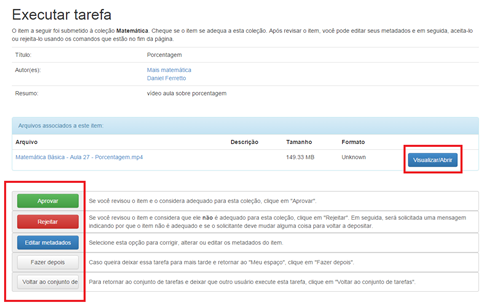 Executar tarefa
O item a seguir foi submetido à coleção Matemática: Cheque se o item se adequa a esta coleção. Após revisar o item, você pode editar seus metadados e em seguida, aceita-lo
ou rejeita-lo usando os comandos que estão no fim da página.
Título: Porcentagem
Autor(es): Mais matemática
Daniel Ferretto
Resumo: vídeo aula sobre porcentagem
Arquivos associados a este item:
Arquivo Descrição Tamanho Formato
Matemática Básica - Aula 27 - Porcentagem.mp4 149.33 MB Unknown Visualizar/Abrir
Aprovar Se você revisou o item e o considera adequado para esta coleção, clique em "Aprovar".
Rejeitar Se você revisou o item e considera que ele não é adequado para esta coleção, clique em "Rejeitar". Em seguida, será solicitada uma mensagem
indicando por que o item não é adequado e se o solicitante deve mudar alguma coisa para voltar a depositar.
Editar metadados Selecione esta opção para corrigir, alterar ou editar os metadados do item.
Fazer depois Caso queira deixar essa tarefa para mais tarde e retornar ao "Meu espaço", clique em "Fazer depois".
Voltar ao conjunto de Para retornar ao conjunto de tarefas e deixar que outro usuário execute esta tarefa, clique em "Voltar ao conjunto de tarefas".